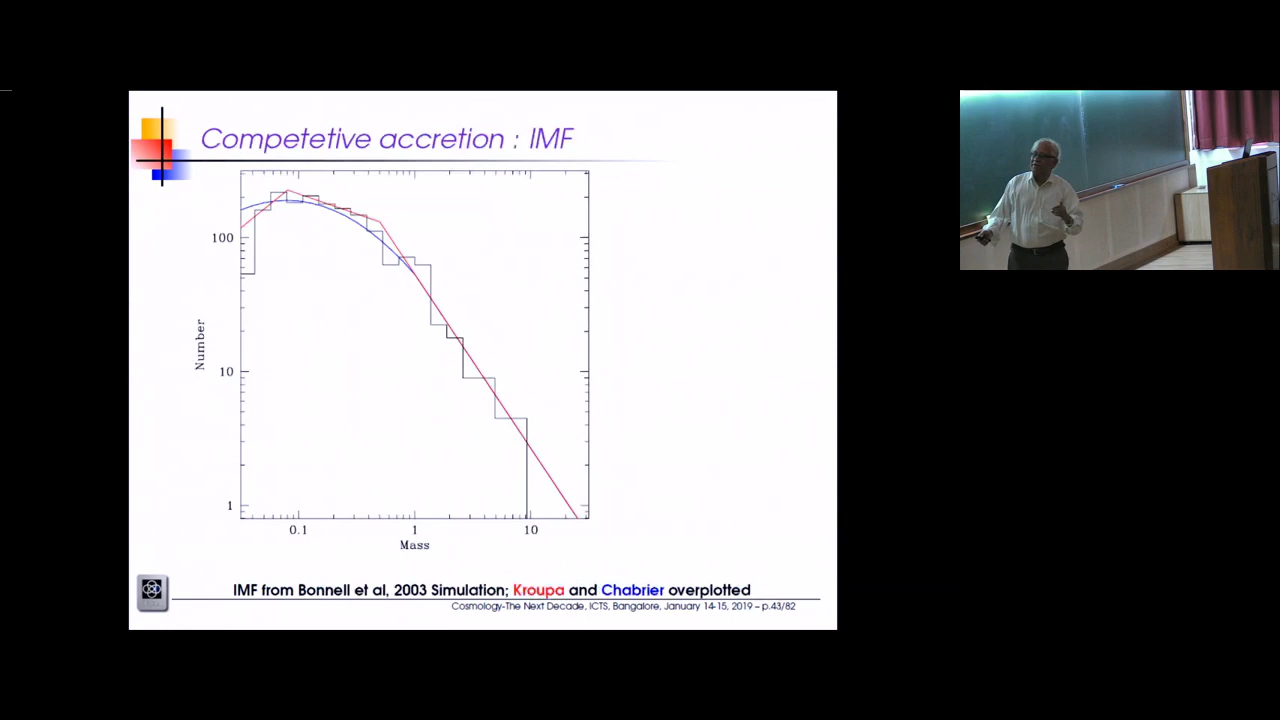 Competetive accretion : IMF
100
10
1
Number
0.1 1 10
Mass
IMF from Bonnell et al, 2003 Simulation; Kroupa and Chabrier overplotted
Cosmology-The Next Decade, ICTS, Bangalore, January 14-15, 2019 – p.43/82